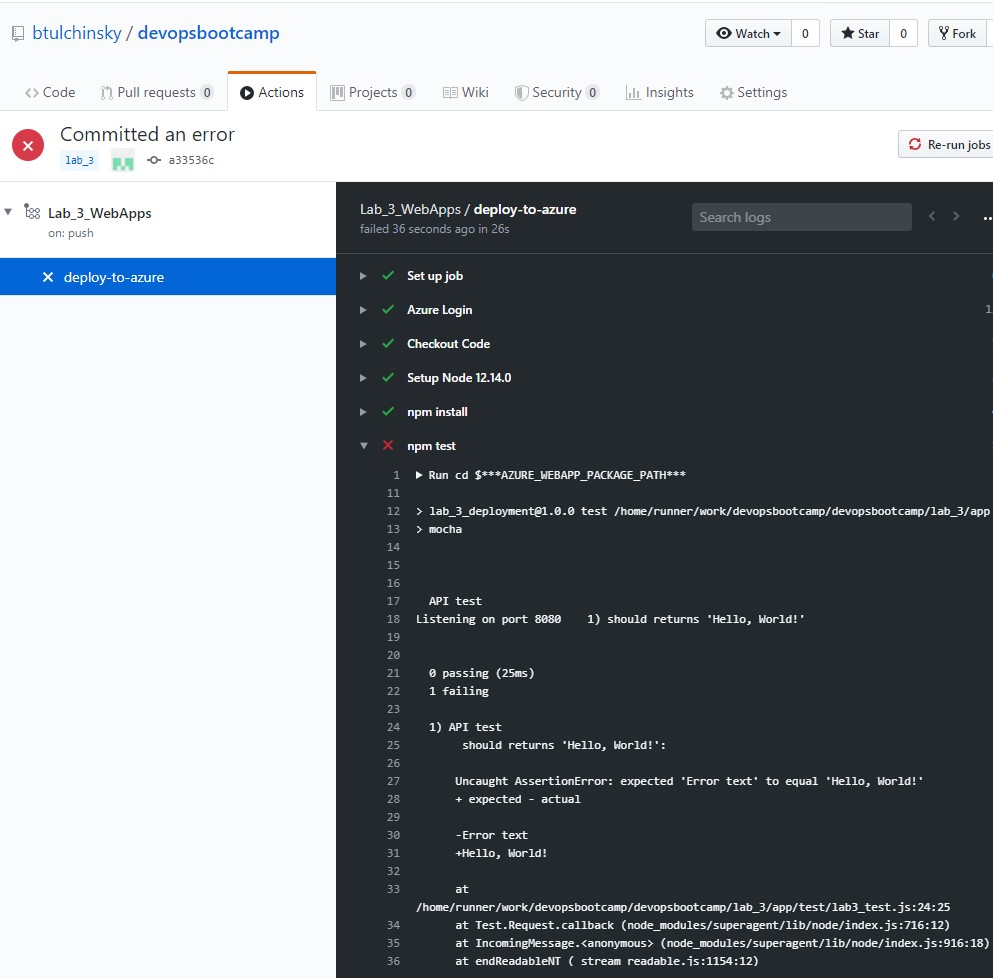 btulchinsky / devopsbootcamp
Watch 0 Star 0 Fork
Code Pull requests 0 Actions Projects 0 Wiki Security 0 Insights Settings
Committed an error
lab_3 a33536c
Re-run jobs
Lab_3_WebApps
on: push
deploy-to-azure
Lab_3_WebApps / deploy-to-azure
failed 36 seconds ago in 26s
Search logs
Set up job
Azure Login
1
Checkout Code
Setup Node 12.14.0
npm install
npm test
1 Run cd $***AZURE_WEBAPP_PACKAGE_PATH***
11
12 > lab_3_deployment@1.0.0 test /home/runner/work/devopsbootcamp/devopsbootcamp/lab_3/app
13 > mocha
14
15
16
17 API test
18 Listening on port 8080 1) should returns 'Hello, World!'
19
20
21 0 passing (25ms)
22 1 failing
23
24 1) API test
25 should returns 'Hello, World!':
26
27 Uncaught AssertionError: expected 'Error text' to equal 'Hello, World!'
28 + expected - actual
29
30 -Error text
31 +Hello, World!
32
33 at
/home/runner/work/devopsbootcamp/devopsbootcamp/lab_3/app/test/lab3_test.js:24:25
34 at Test.Request.callback (node_modules/superagent/lib/node/index.js:716:12)
35 at IncomingMessage.<anonymous> (node_modules/superagent/lib/node/index.js:916:18)
36 at endReadableNT (_stream_readable.js:1154:12)